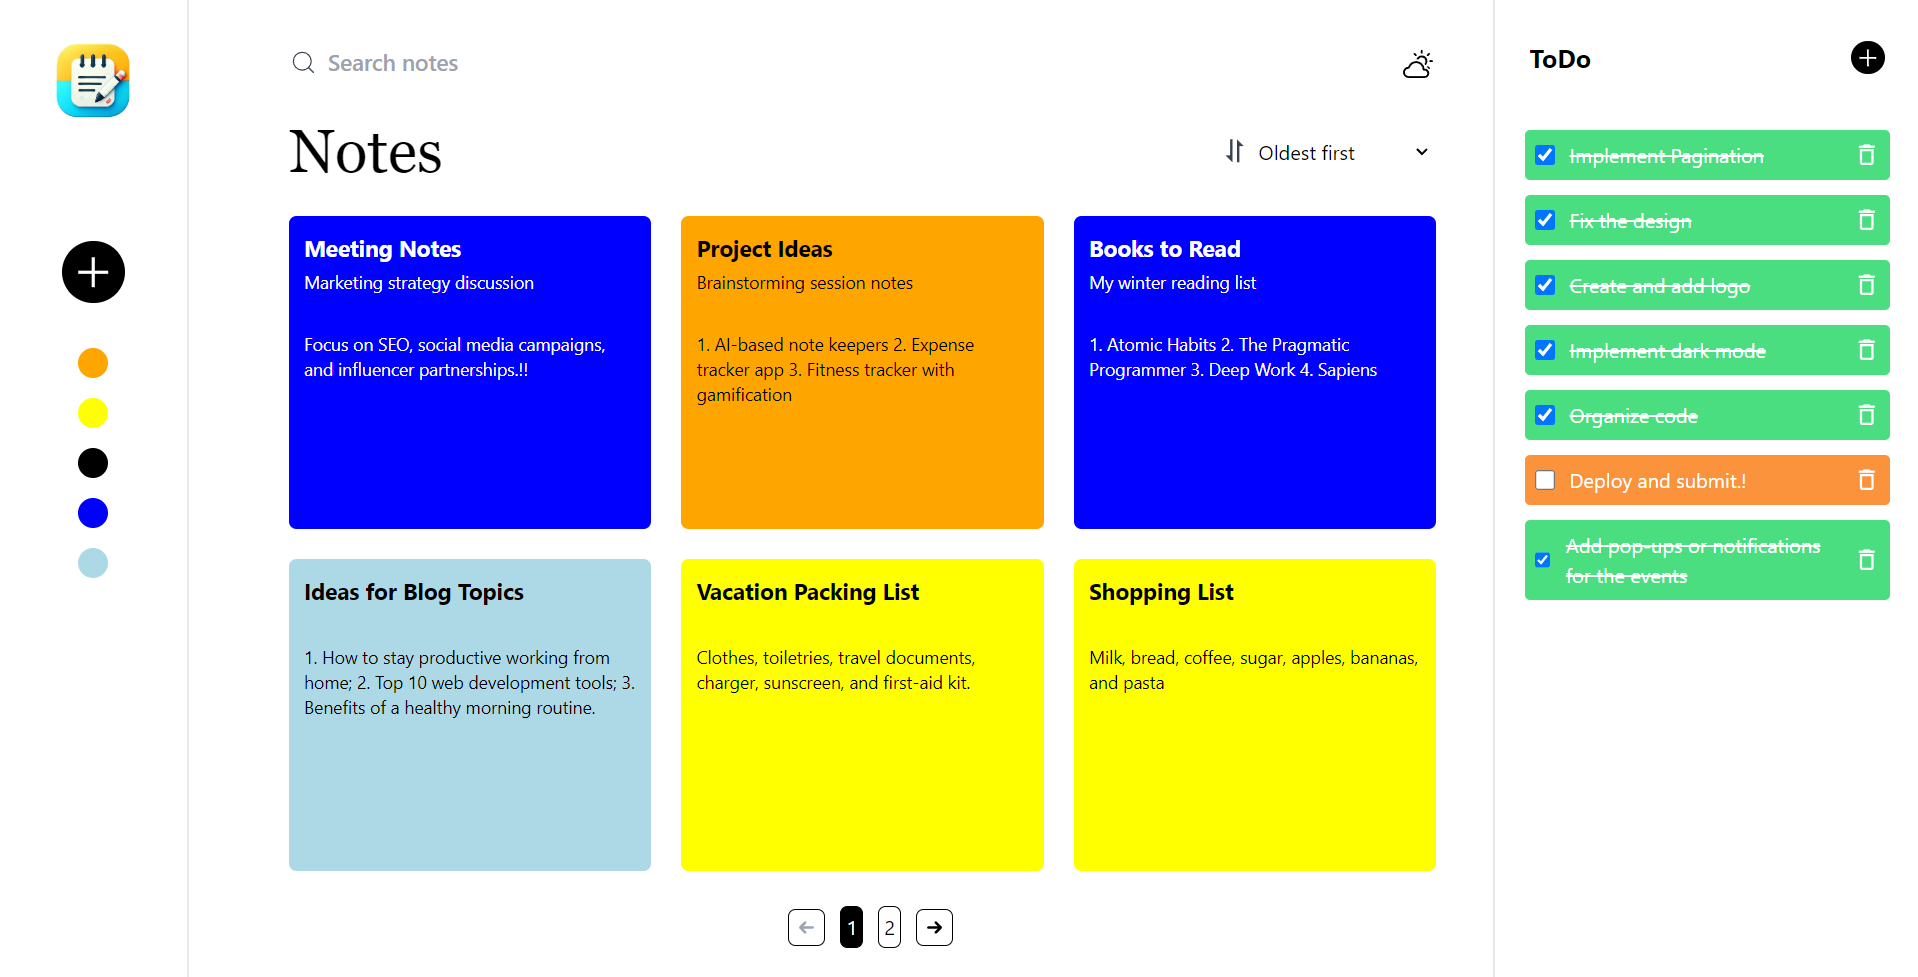 Search notes
Notes
Oldest first
Meeting Notes
Marketing strategy discussion
Focus on SEO, social media campaigns,
and influencer partnerships.!!
Project Ideas
Brainstorming session notes
1. AI-based note keepers 2. Expense
tracker app 3. Fitness tracker with
gamification
Books to Read
My winter reading list
1. Atomic Habits 2. The Pragmatic
Programmer 3. Deep Work 4. Sapiens
Ideas for Blog Topics
1. How to stay productive working from
home; 2. Top 10 web development tools; 3.
Benefits of a healthy morning routine.
Vacation Packing List
Clothes, toiletries, travel documents,
charger, sunscreen, and first-aid kit.
Shopping List
Milk, bread, coffee, sugar, apples, bananas,
and pasta
1
2
ToDo
Implement Pagination
Fix the design
Create and add logo
Implement dark mode
Organize code
Deploy and submit.!
Add pop-ups or notifications
for the events